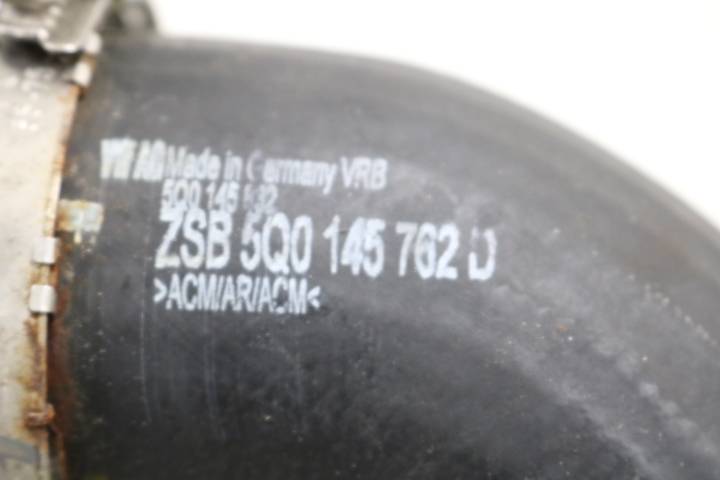 VW AG Made in Germany VRB
5Q0 145
ZSB 5Q0 145 762 D
>ACM/AR/ACM<